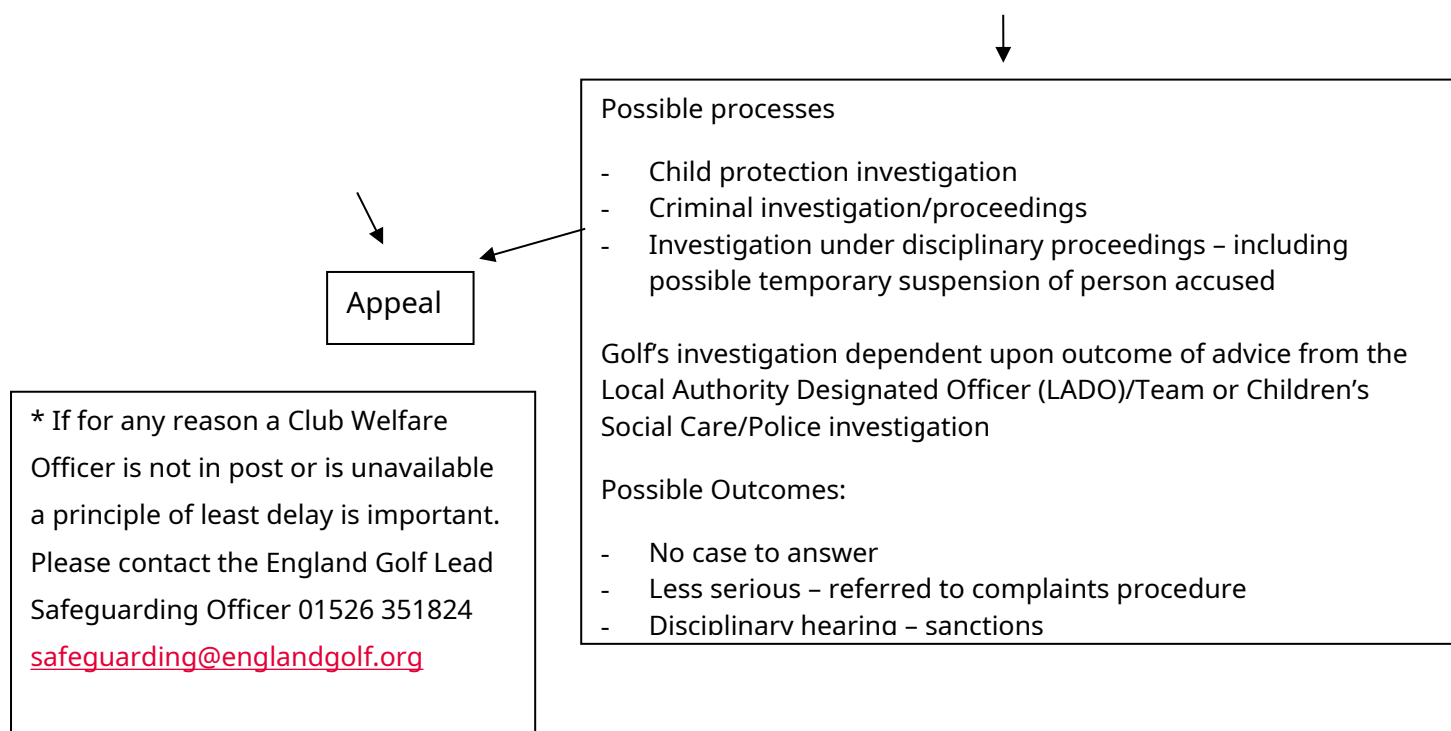 Possible processes
- Child protection investigation
- Criminal investigation/proceedings
- Investigation under disciplinary proceedings – including
possible temporary suspension of person accused
Golf’s investigation dependent upon outcome of advice from the
Local Authority Designated Officer (LADO)/Team or Children’s
Social Care/Police investigation
Possible Outcomes:
- No case to answer
- Less serious – referred to complaints procedure
- Disciplinary hearing – sanctions
Appeal
* If for any reason a Club Welfare
Officer is not in post or is unavailable
a principle of least delay is important.
Please contact the England Golf Lead
Safeguarding Officer 01526 351824
safeguarding@englandgolf.org